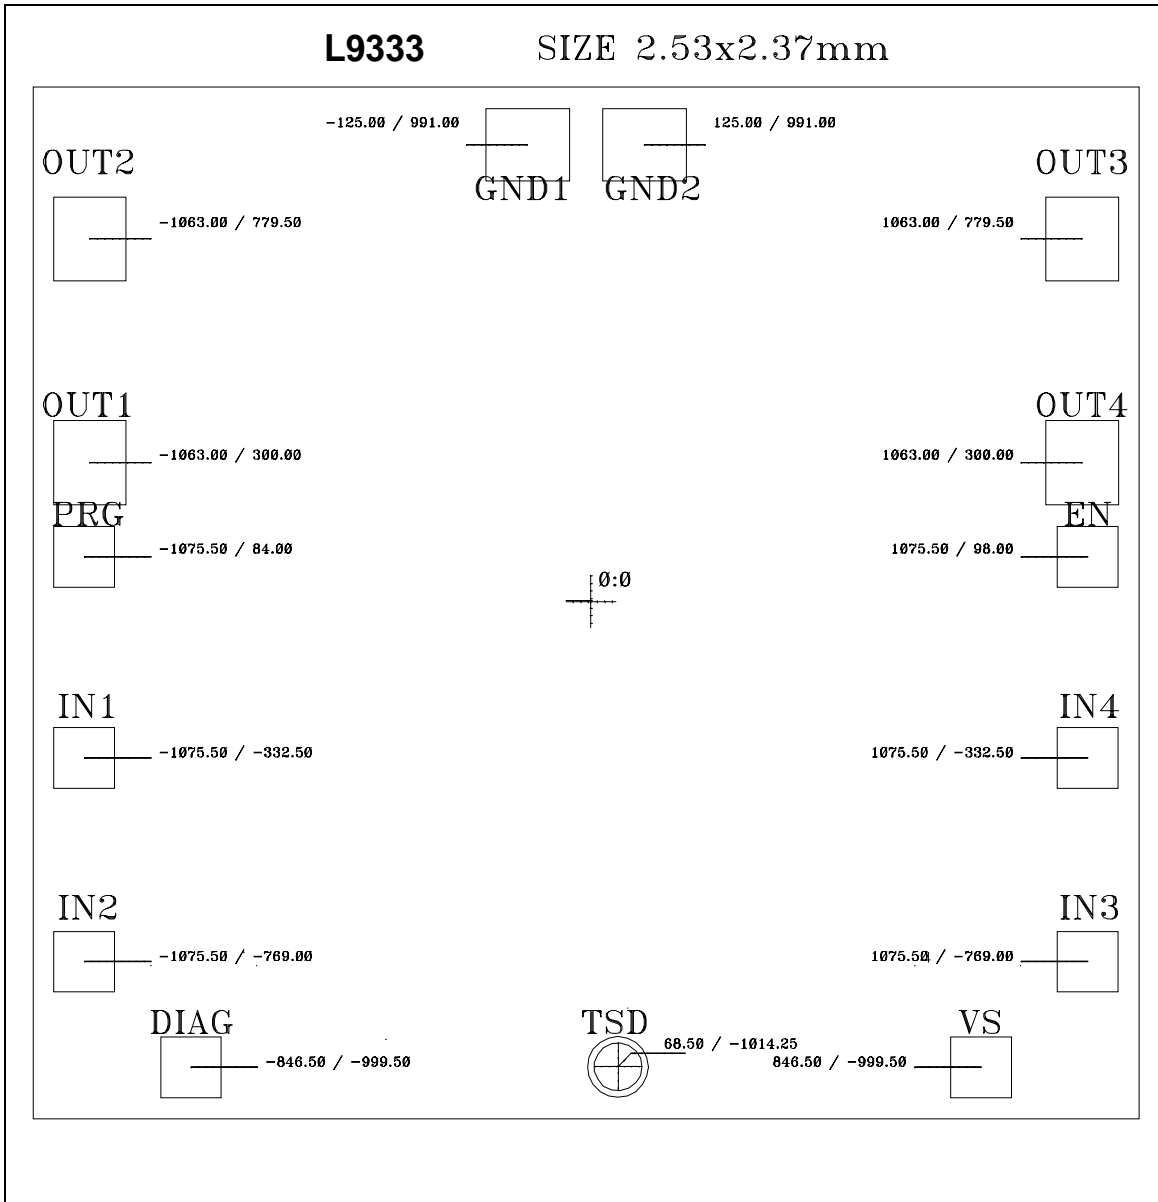 L9333 SIZE 2.53x2.37mm
-125.00 / 991.00 125.00 / 991.00
OUT2 OUT3
GND1 GND2
-1063.00 / 779.50 1063.00 / 779.50
OUT1 OUT4
-1063.00 / 300.00 1063.00 / 300.00
PRG EN
-1075.50 / 84.00 1075.50 / 98.00
0:0
IN1 IN4
-1075.50 / -332.50 1075.50 / -332.50
IN2 IN3
-1075.50 / -769.00 1075.50 / -769.00
DIAG TSD VS
68.50 / -1014.25
-846.50 / -999.50 846.50 / -999.50